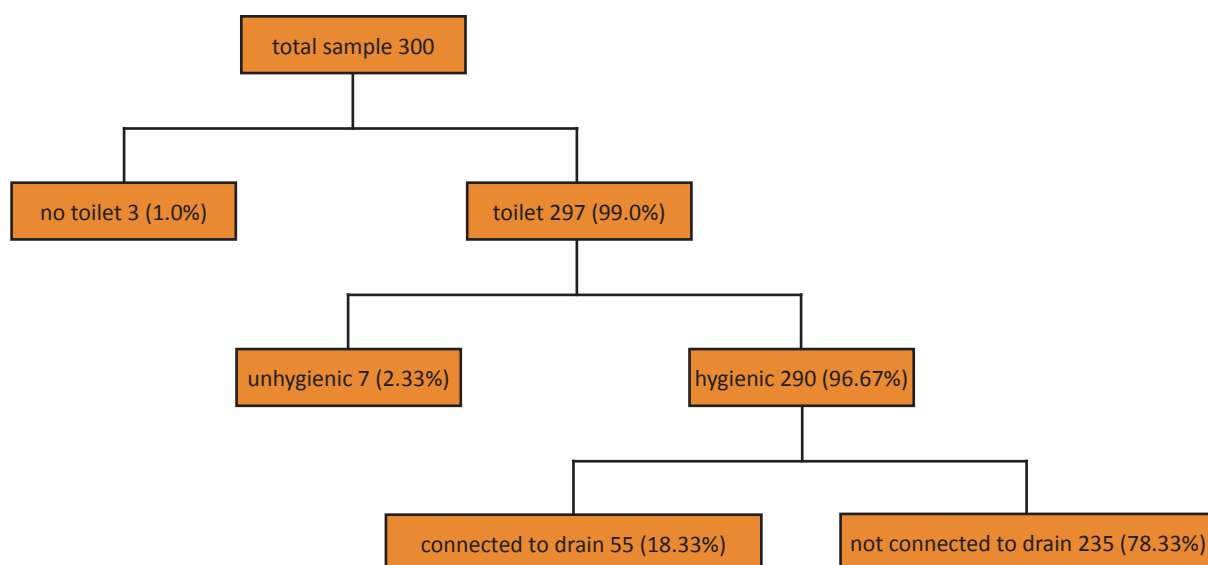 total sample 300
no toilet 3 (1.0%)
toilet 297 (99.0%)
unhygienic 7 (2.33%)
hygienic 290 (96.67%)
connected to drain 55 (18.33%)
not connected to drain 235 (78.33%)